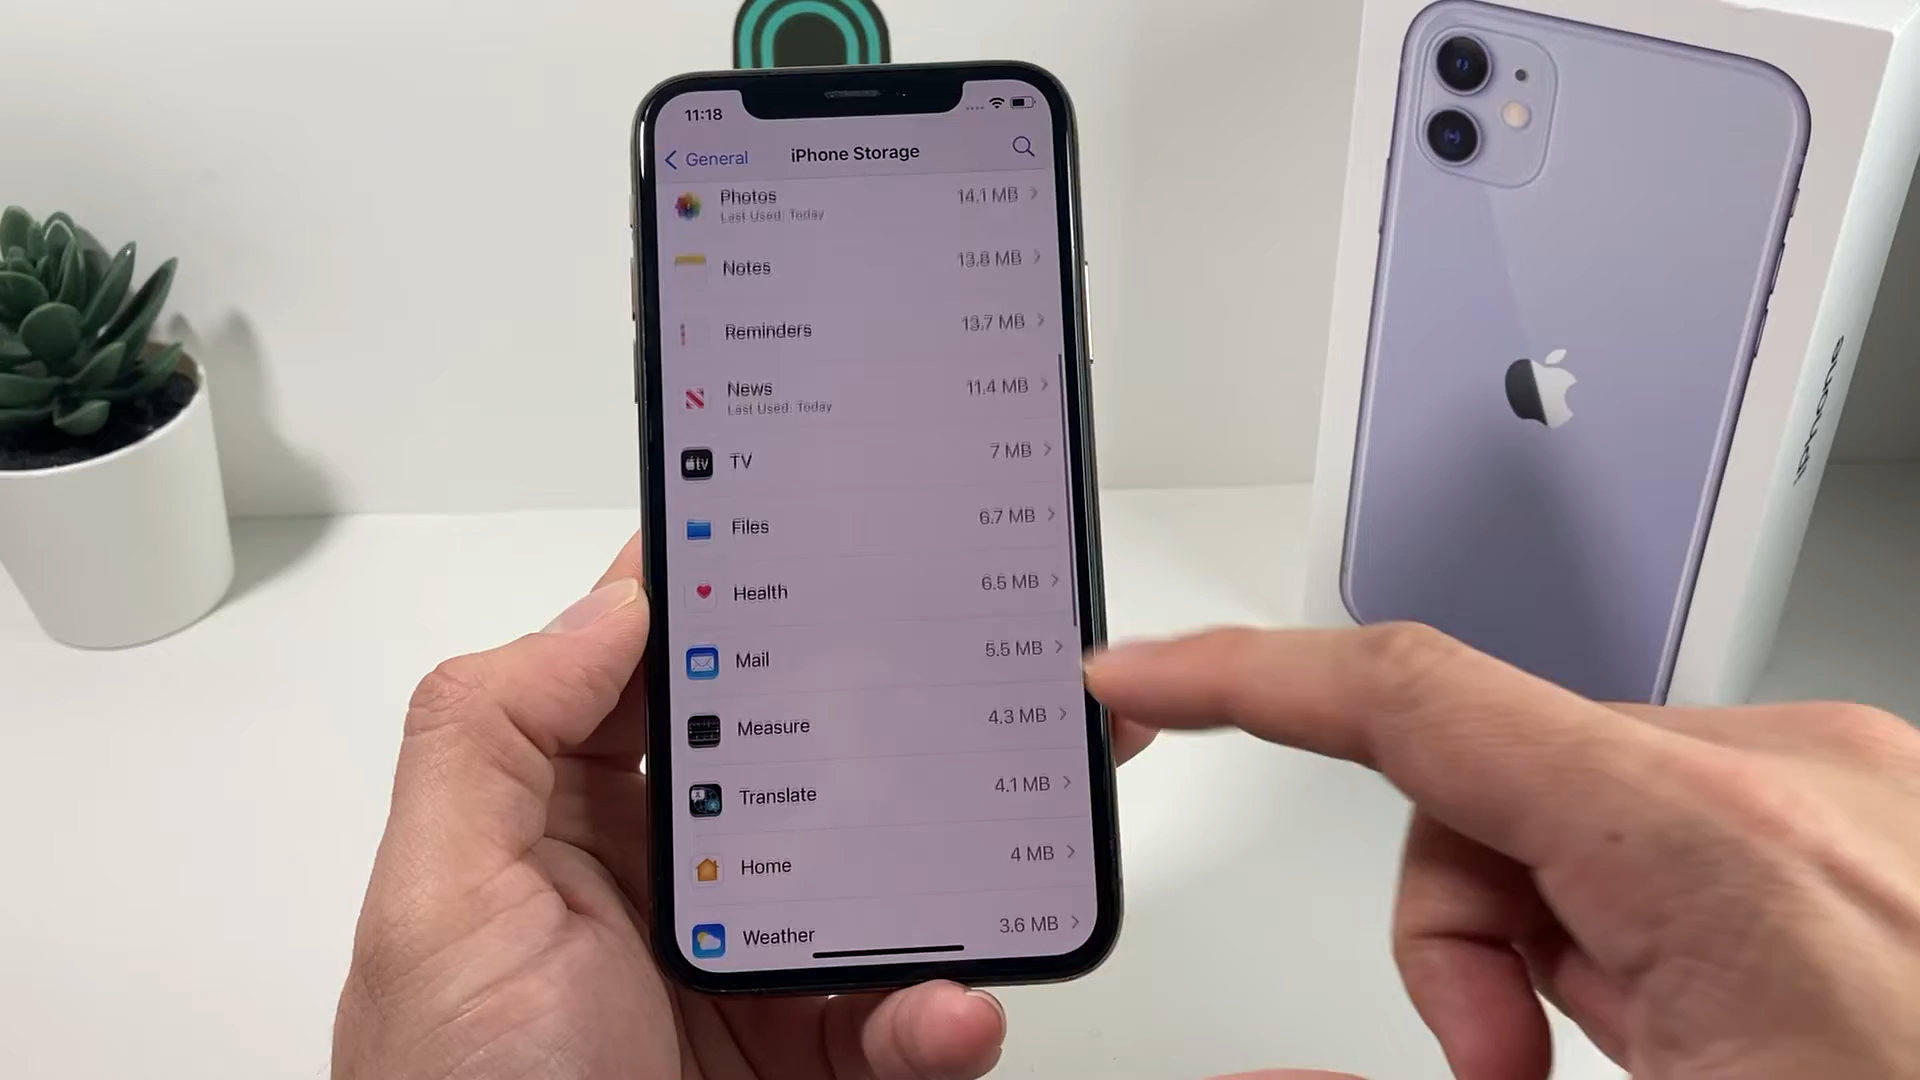 11:18
General
iPhone Storage
Photos
14.1 MB
Last Used: Today
Notes
13.8 MB
Reminders
13.7 MB
News
11.4 MB
Last Used: Today
tv
TV
7 MB
Files
6.7 MB
Health
6.5 MB
Mail
5.5 MB
Measure
4.3 MB
Translate
4.1 MB
Home
4 MB
Weather
3.6 MB
iPhone